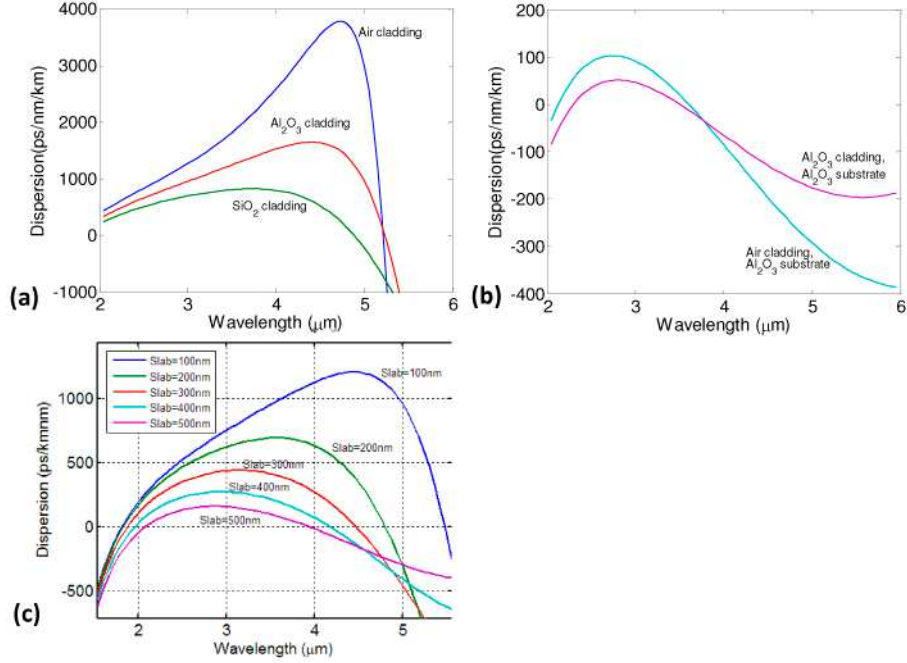 (a)
Dispersion(ps/nm/km)
4000
3000
2000
1000
0
-1000
Air cladding
Al2O3 cladding
SiO2 cladding
2 3 4 5 6
Wavelength (μm)
(b)
Dispersion(ps/nm/km)
200
100
0
-100
-200
-300
-400
Al2O3 cladding,
Al2O3 substrate
Air cladding,
Al2O3 substrate
2 3 4 5 6
Wavelength (μm)
(c)
Dispersion (ps/kmnm)
1000
500
0
-500
Slab=100nm
Slab=200nm
Slab=300nm
Slab=400nm
Slab=500nm
Slab=100nm
Slab=200nm
Slab=300nm
Slab=400nm
Slab=500nm
2 3 4 5
Wavelength (μm)